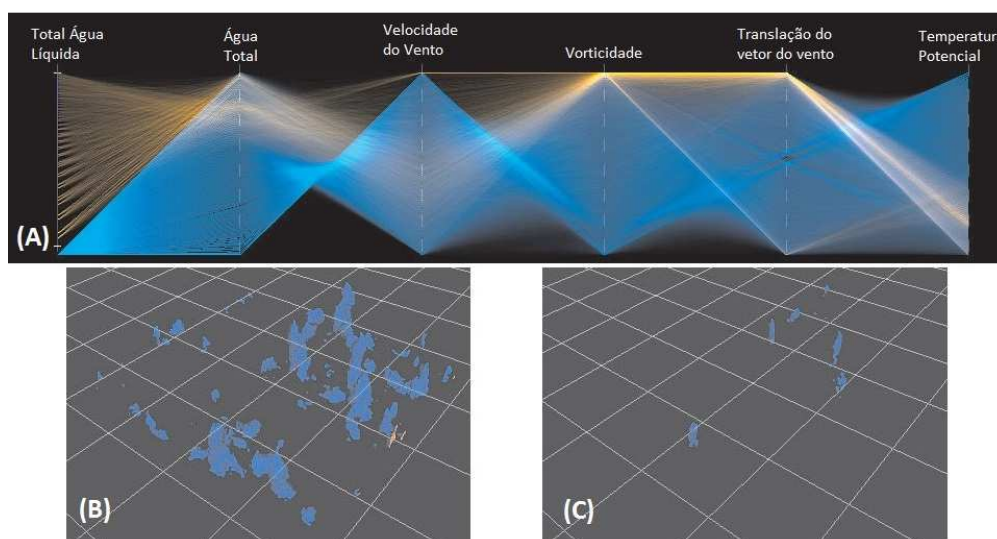 Total Água
Líquida
Água
Total
Velocidade
do Vento
Vorticidade
Translação do
vetor do vento
Temperatur
Potencial
(A)
(B)
(C)